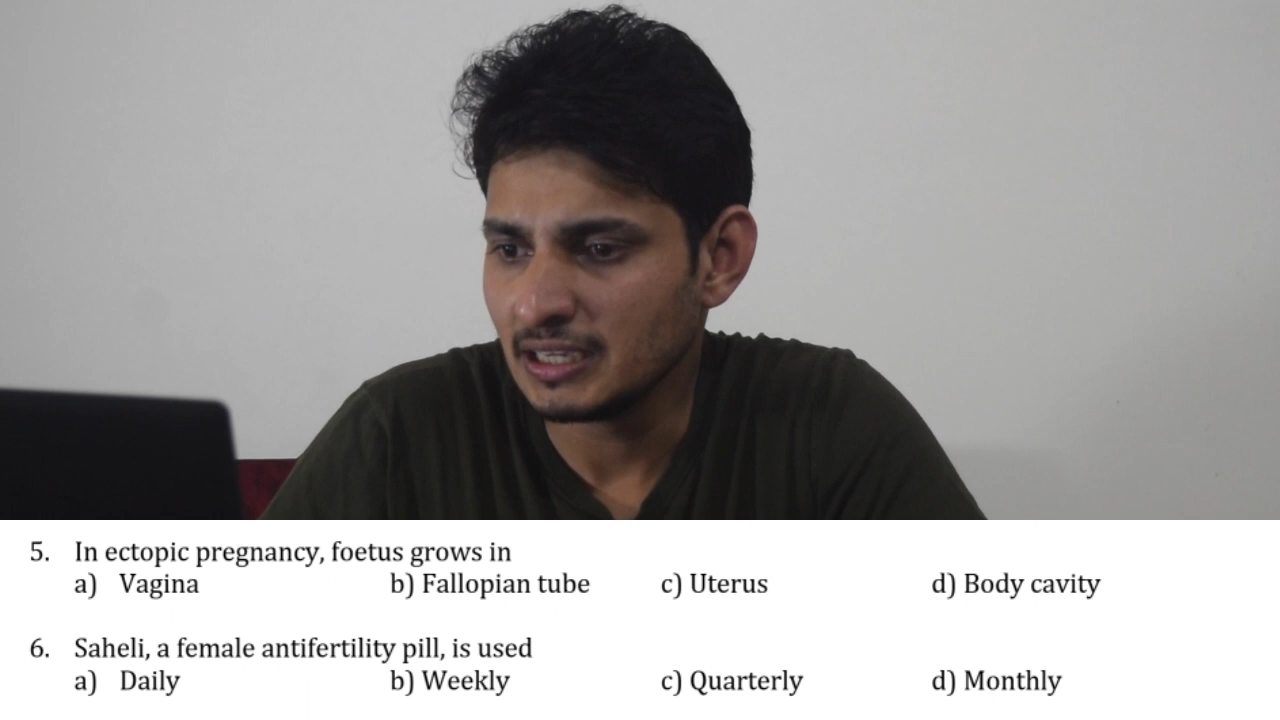 5. In ectopic pregnancy, foetus grows in
a) Vagina b) Fallopian tube c) Uterus d) Body cavity
6. Saheli, a female antifertility pill, is used
a) Daily b) Weekly c) Quarterly d) Monthly